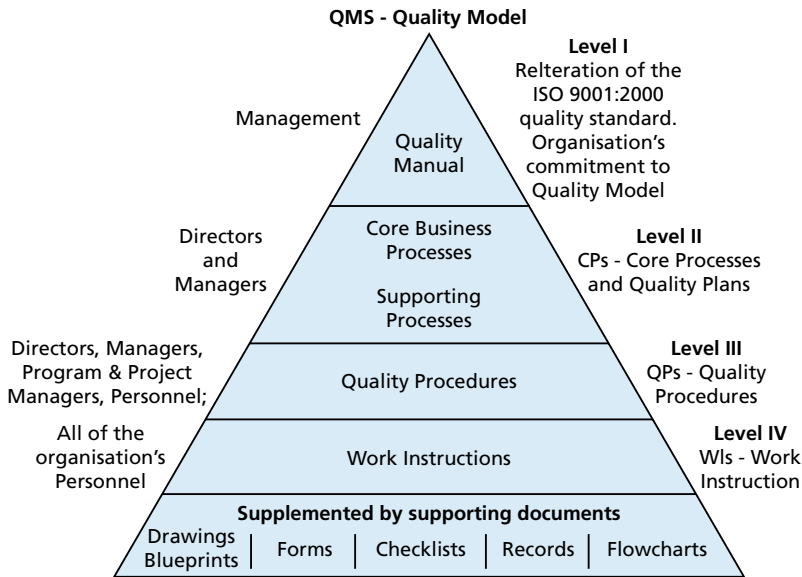 QMS - Quality Model
Management
Quality
Manual
Level I
Relteration of the
ISO 9001:2000
quality standard.
Organisation's
commitment to
Quality Model
Directors
and
Managers
Core Business
Processes
Supporting
Processes
Level II
CPs - Core Processes
and Quality Plans
Directors, Managers,
Program & Project
Managers, Personnel;
Quality Procedures
Level III
QPs - Quality
Procedures
All of the
organisation's
Personnel
Work Instructions
Level IV
Wls - Work
Instruction
Supplemented by supporting documents
Drawings
Blueprints
Forms
Checklists
Records
Flowcharts